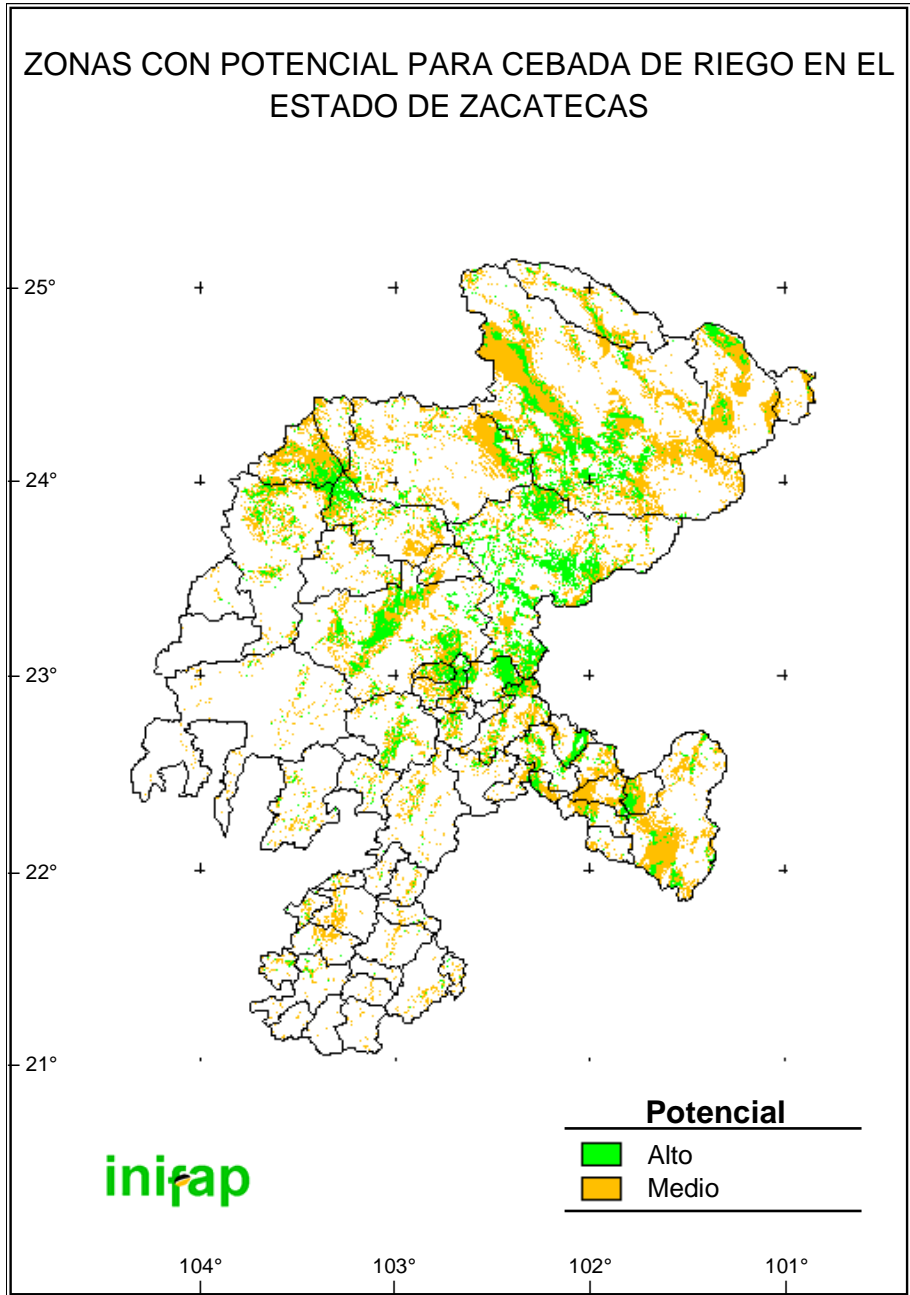 ZONAS CON POTENCIAL PARA CEBADA DE RIEGO EN EL
ESTADO DE ZACATECAS
25°
24°
23°
22°
21°
Potencial
Alto
Medio
inifap
104°
103°
102°
101°